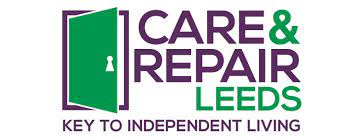 CARE&
REPAIR
LEEDS
KEY TO INDEPENDENT LIVING